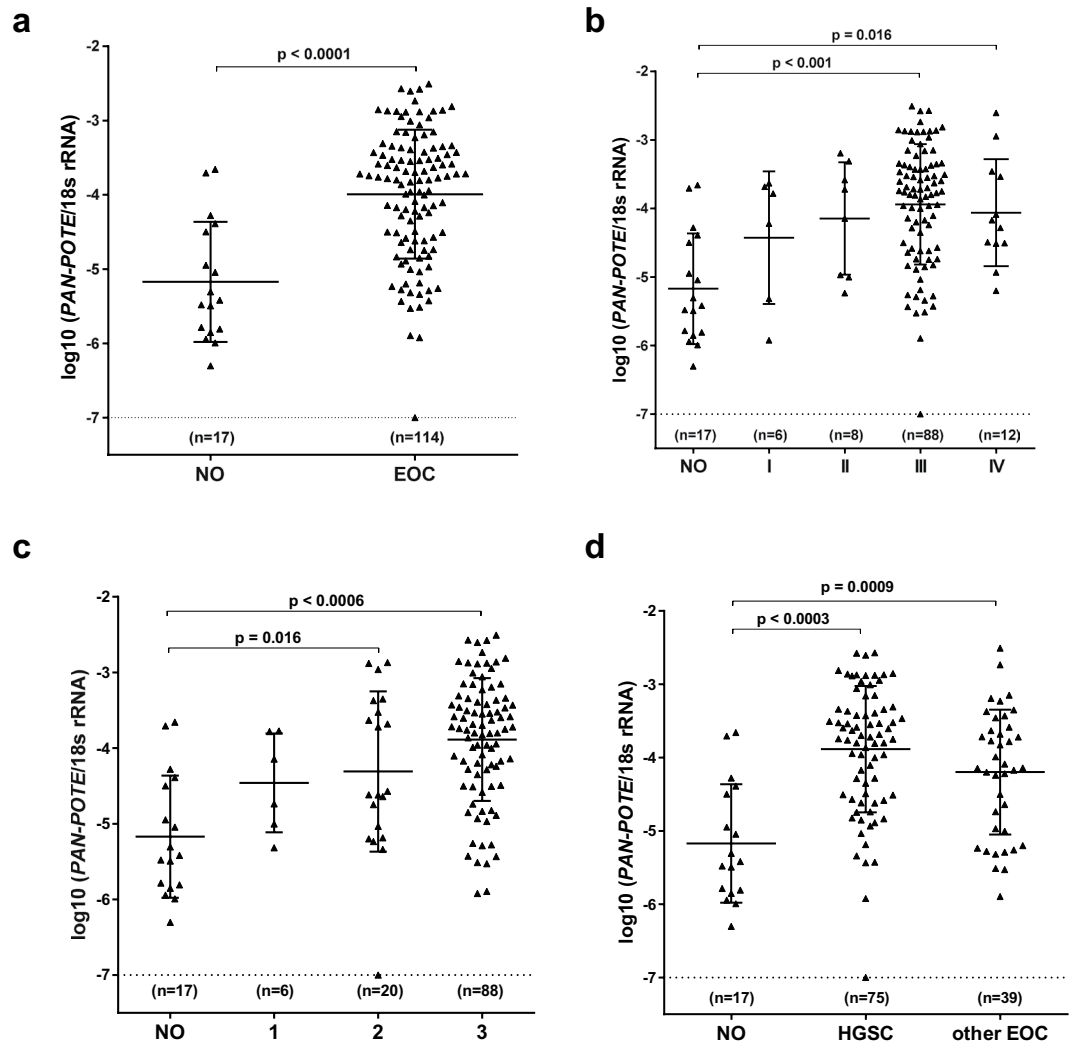 a
p < 0.0001
log10 (PAN-POTE/18s rRNA)
-2
-3
-4
-5
-6
-7
(n=17) (n=114)
NO EOC
b
p = 0.016
p < 0.001
log10 (PAN-POTE/18s rRNA)
-2
-3
-4
-5
-6
-7
(n=17) (n=6) (n=8) (n=88) (n=12)
NO I II III IV
c
p < 0.0006
p = 0.016
log10 (PAN-POTE/18s rRNA)
-2
-3
-4
-5
-6
-7
(n=17) (n=6) (n=20) (n=88)
NO 1 2 3
d
p = 0.0009
p < 0.0003
log10 (PAN-POTE/18s rRNA)
-2
-3
-4
-5
-6
-7
(n=17) (n=75) (n=39)
NO HGSC other EOC